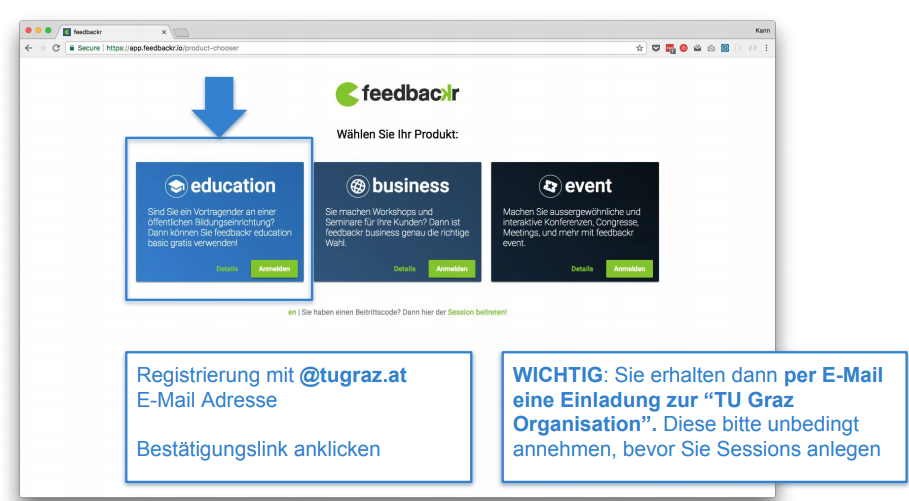 feedbackr
Karin
Secure | https://app.feedbackr.io/product-chooser
feedbackr
Wählen Sie Ihr Produkt:
education
Sind Sie ein Vortragender an einer
öffentlichen Bildungseinrichtung?
Dann können Sie feedbackr education
basic gratis verwenden!
Details Anmelden
business
Sie machen Workshops und
Seminare für Ihre Kunden? Dann ist
feedbackr business genau die richtige
Wahl.
Details Anmelden
event
Machen Sie aussergewöhnliche und
interaktive Konferenzen, Congresse,
Meetings, und mehr mit feedbackr
event.
Details Anmelden
en | Sie haben einen Beitrittscode? Dann hier der Session beitreten!
Registrierung mit @tugraz.at
E-Mail Adresse
Bestätigungslink anklicken
WICHTIG: Sie erhalten dann per E-Mail
eine Einladung zur “TU Graz
Organisation”. Diese bitte unbedingt
annehmen, bevor Sie Sessions anlegen